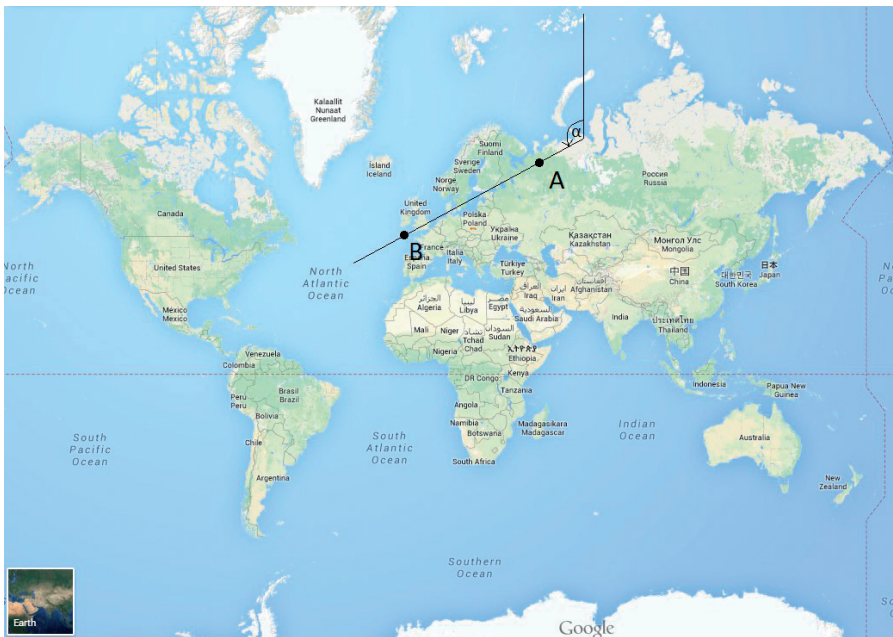 Kalaallit
Nunaat
Greenland
α
Suomi
Finland
Ísland
Iceland
Sverige
Sweden
A
Norge
Norway
Россия
Russia
Canada
United
Kingdom
Polska
Poland
Україна
Ukraine
B
France
Italia
Italy
España
Spain
Қазақстан
Kazakhstan
Монгол Улс
Mongolia
North
Pacific
Ocean
United States
North
Atlantic
Ocean
Türkiye
Turkey
中国
China
대한민국
South Korea
日本
Japan
العراق
Iraq
ایران
Iran
افغانستان
Afghanistan
México
Mexico
الجزائر
Algeria
ليبيا
Libya
مصر
Egypt
السعودية
Saudi Arabia
India
ประเทศไทย
Thailand
Mali
Niger
تشاد
Tchad
Chad
السودان
Sudan
Nigeria
ኢትዮጵያ
Ethiopia
Venezuela
Colombia
Kenya
DR Congo
Tanzania
Indonesia
Papua New
Guinea
Perú
Peru
Brasil
Brazil
Bolivia
Angola
Namibia
Botswana
Madagasikara
Madagascar
Indian
Ocean
Australia
South
Pacific
Ocean
South
Atlantic
Ocean
Chile
Argentina
South Africa
New
Zealand
Southern
Ocean
Earth
Google